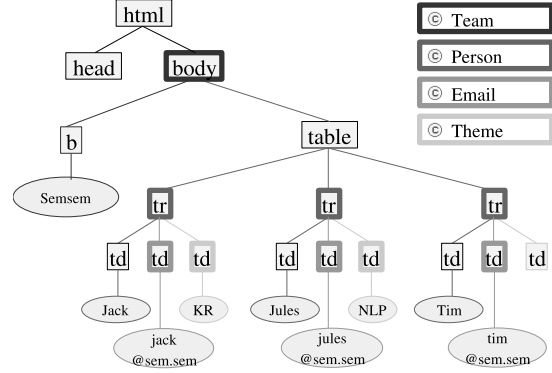 html
© Team
head
body
© Person
© Email
b
table
© Theme
Semsem
tr
tr
tr
td
td
td
td
td
td
td
td
td
Jack
KR
Jules
NLP
Tim
jack
@sem.sem
jules
@sem.sem
tim
@sem.sem